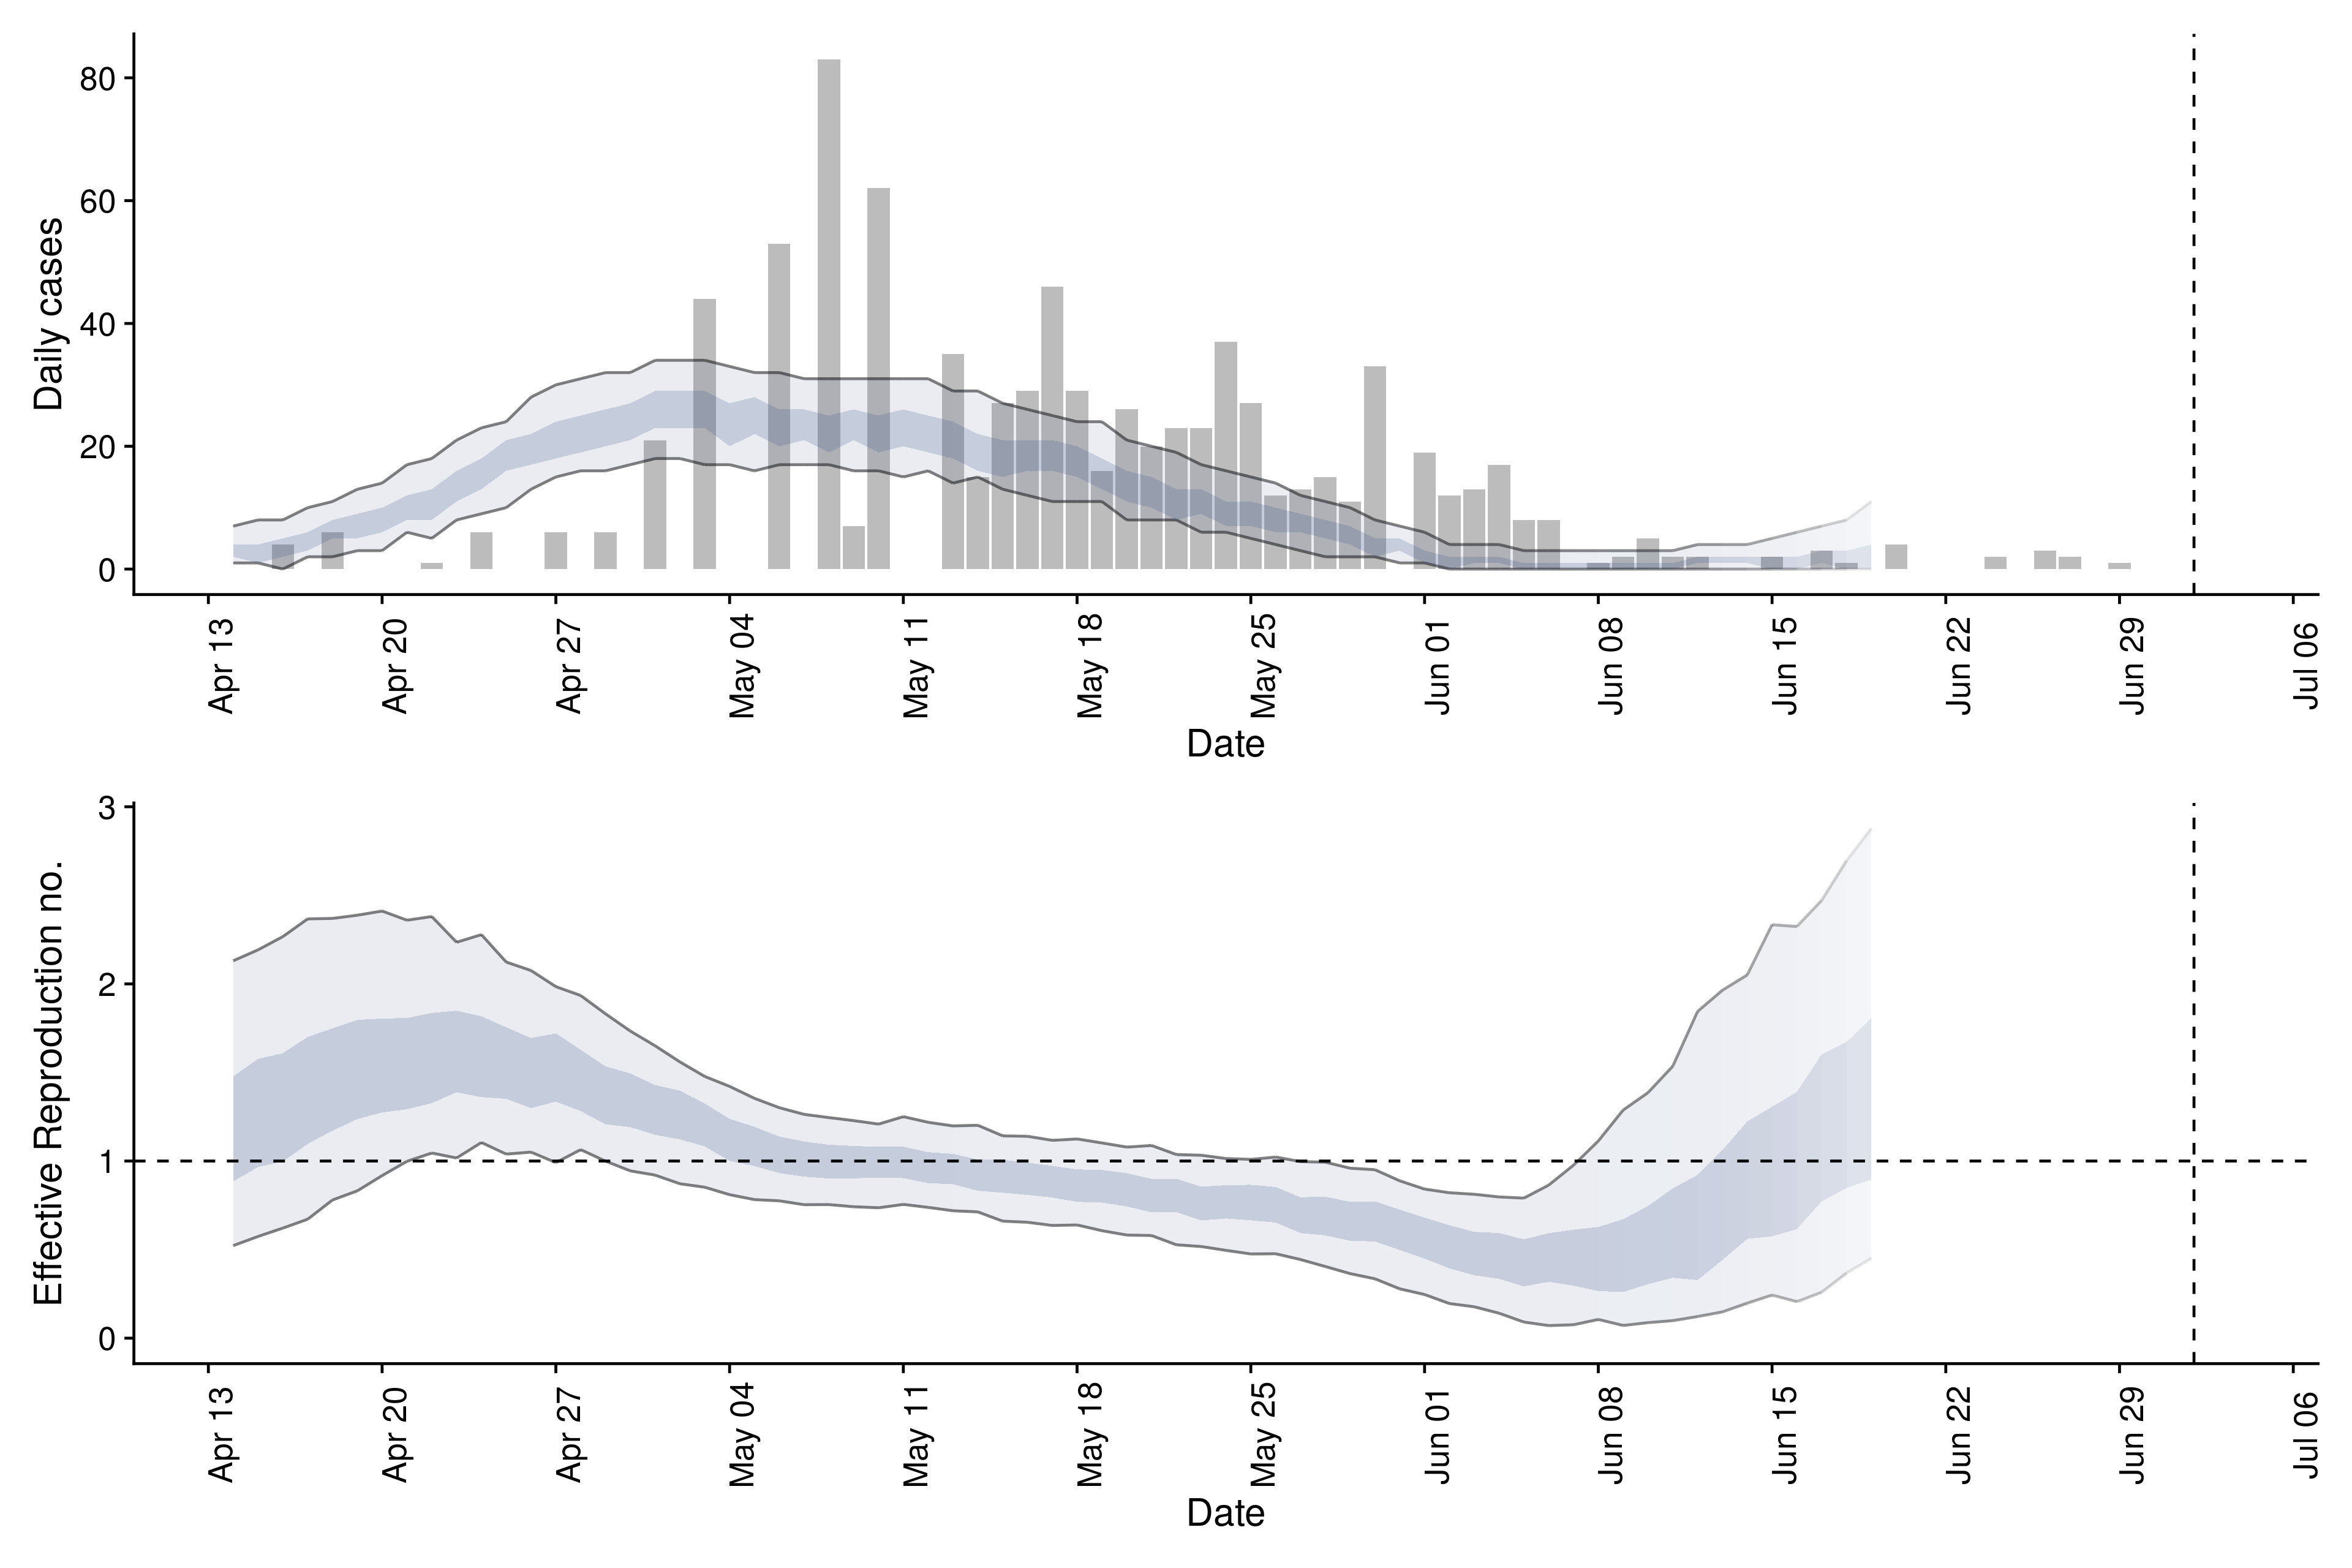 Daily cases
80
60
40
20
0
Apr 13
Apr 20
Apr 27
May 04
May 11
May 18
May 25
Jun 01
Jun 08
Jun 15
Jun 22
Jun 29
Jul 06
Date
Effective Reproduction no.
3
2
1
0
Apr 13
Apr 20
Apr 27
May 04
May 11
May 18
May 25
Jun 01
Jun 08
Jun 15
Jun 22
Jun 29
Jul 06
Date